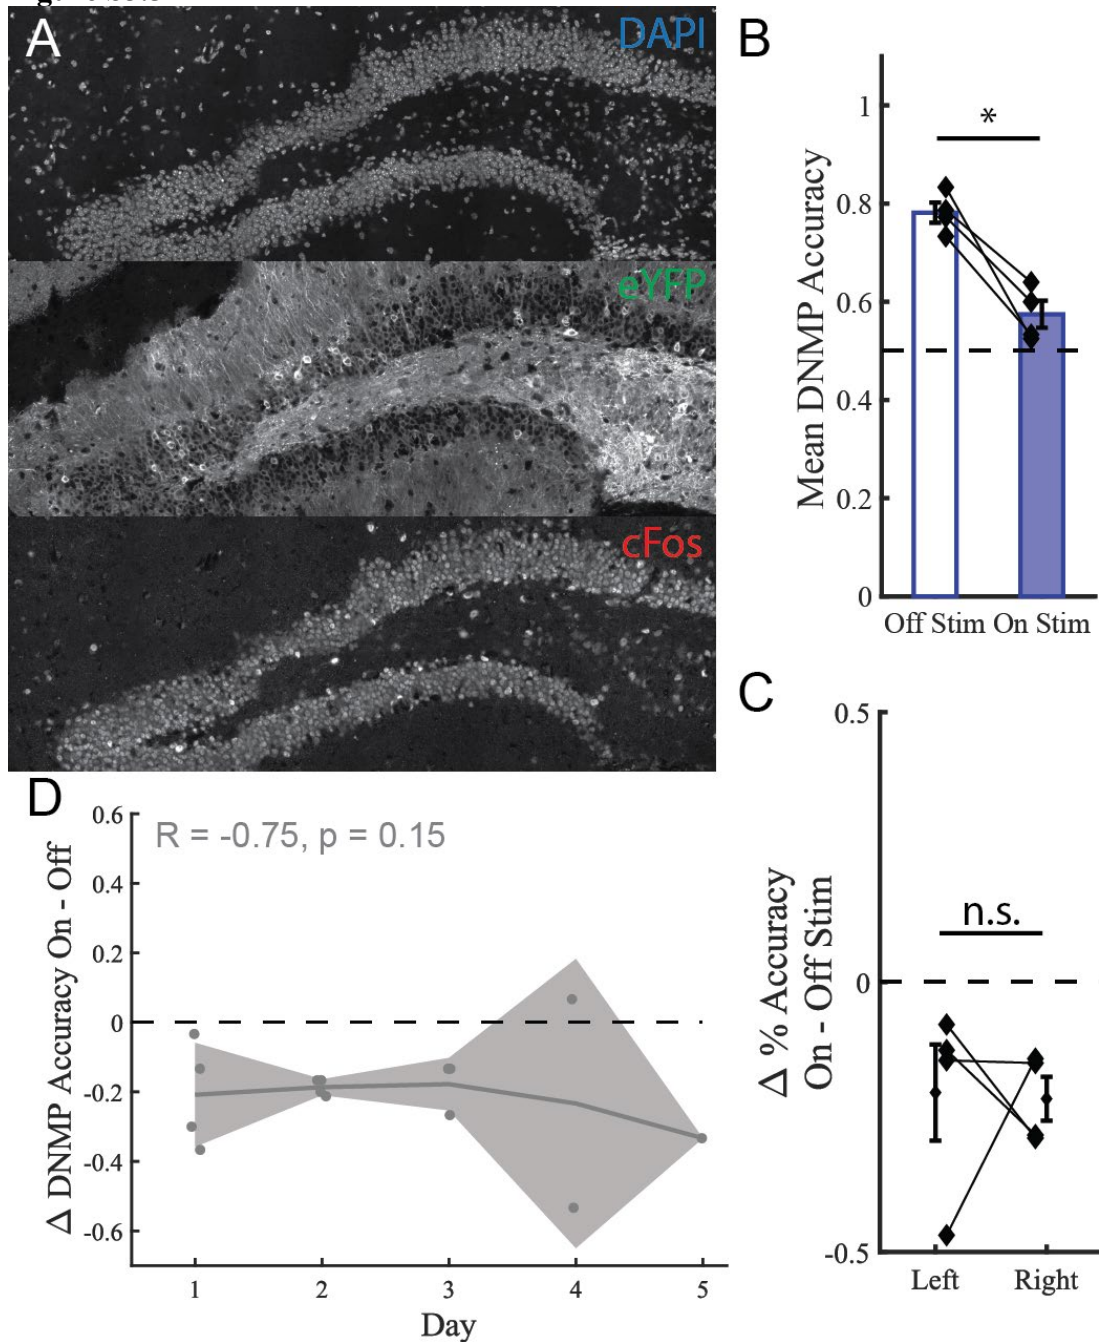 A
DAPI
eYFP
cFos
B
Mean DNMP Accuracy
1
0.8
0.6
0.4
0.2
0
*
Off Stim On Stim
C
Δ % Accuracy
On - Off Stim
0.5
0
-0.5
n.s.
Left Right
D
Δ DNMP Accuracy On - Off
0.6
0.4
0.2
0
-0.2
-0.4
-0.6
R = -0.75, p = 0.15
1 2 3 4 5
Day